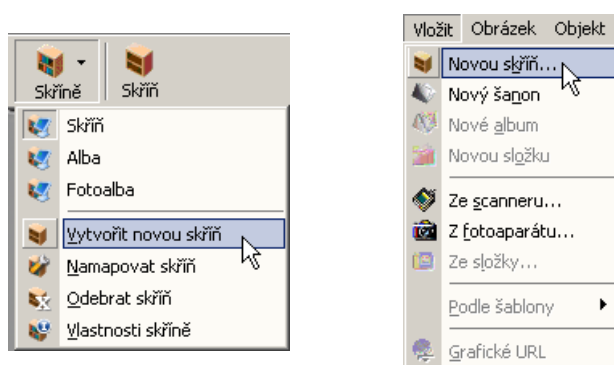 Skříně
Skříň
Skříň
Alba
Fotoalba
Vytvořit novou skříň
Namapovat skříň
Odebrat skříň
Vlastnosti skříně
Vložit Obrázek Objekt
Novou skříň...
Nový šanon
Nové album
Novou složku
Ze scanneru...
Z fotoaparátu...
Ze složky...
Podle šablony
Grafické URL